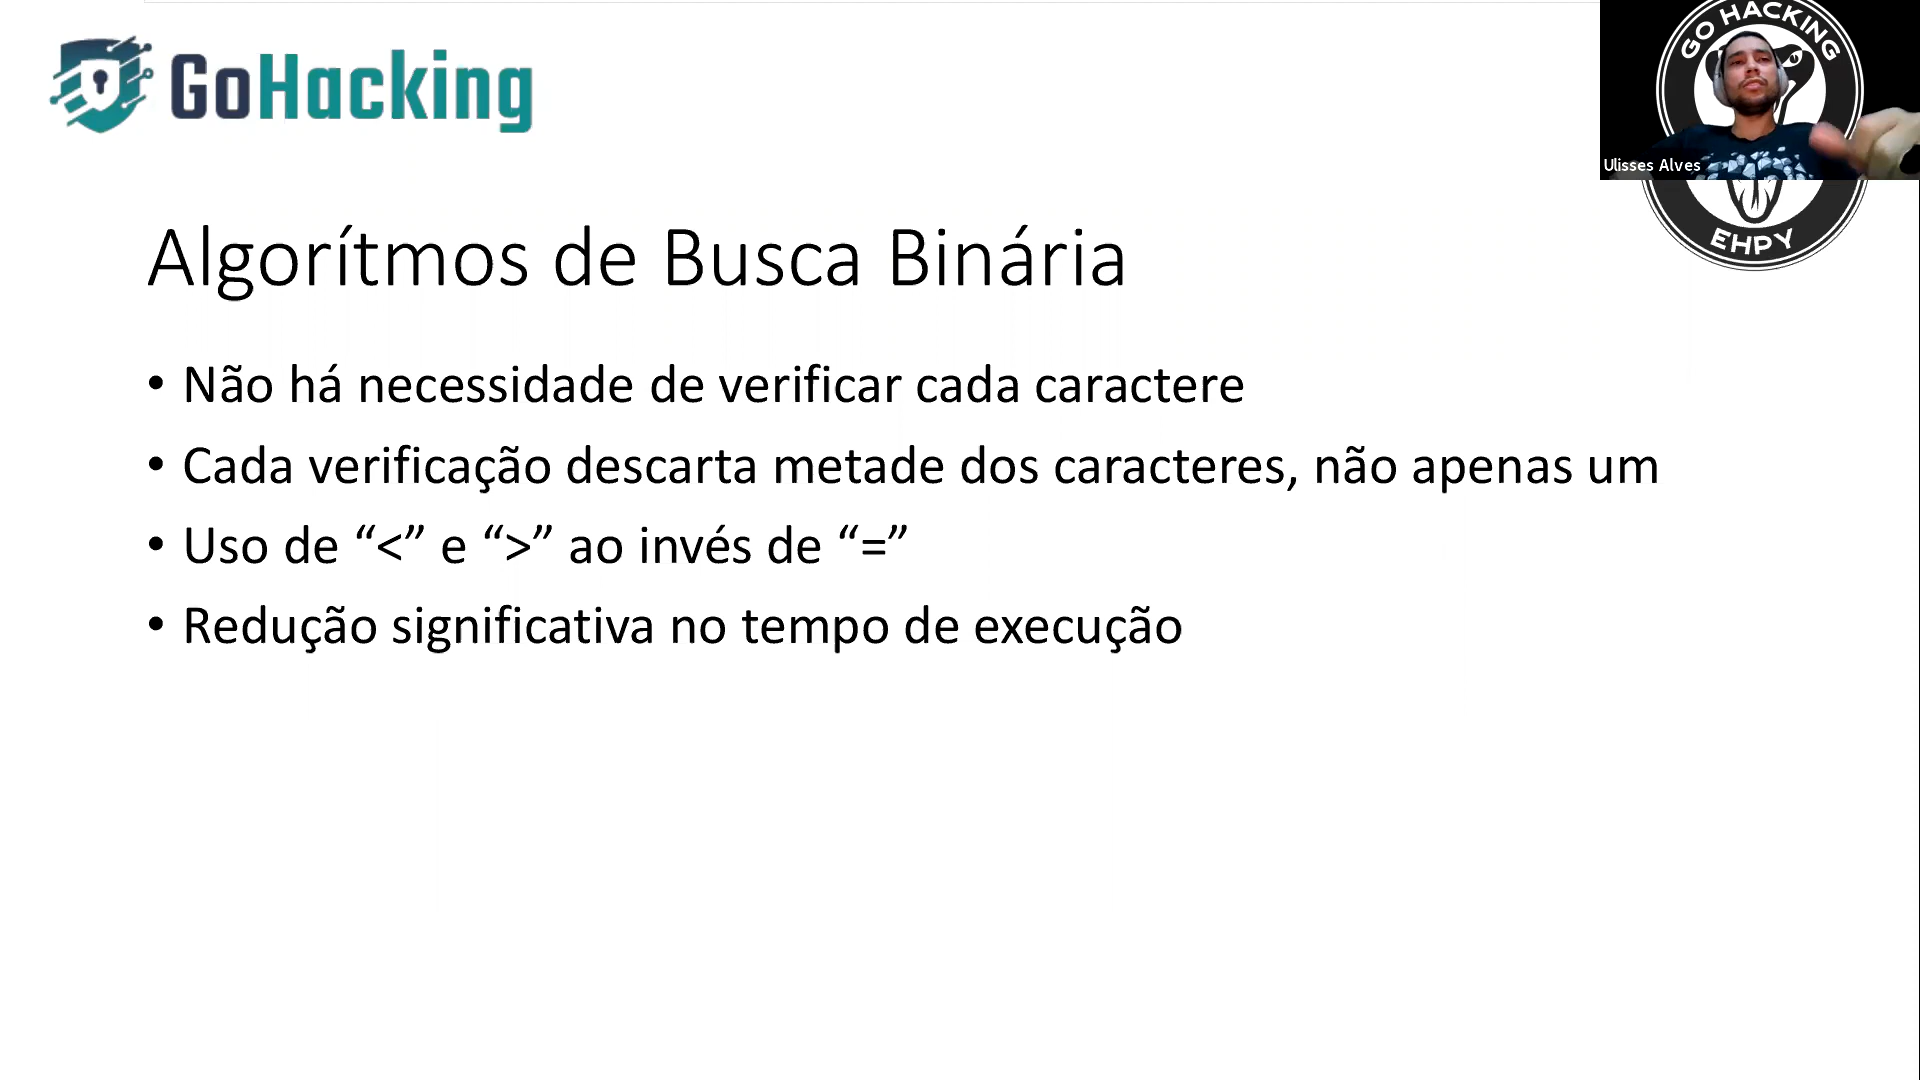 GoHacking
GO HACKING
Ulisses Alves
EHPY
Algorítmos de Busca Binária
• Não há necessidade de verificar cada caractere
• Cada verificação descarta metade dos caracteres, não apenas um
• Uso de “<” e “>” ao invés de “=”
• Redução significativa no tempo de execução